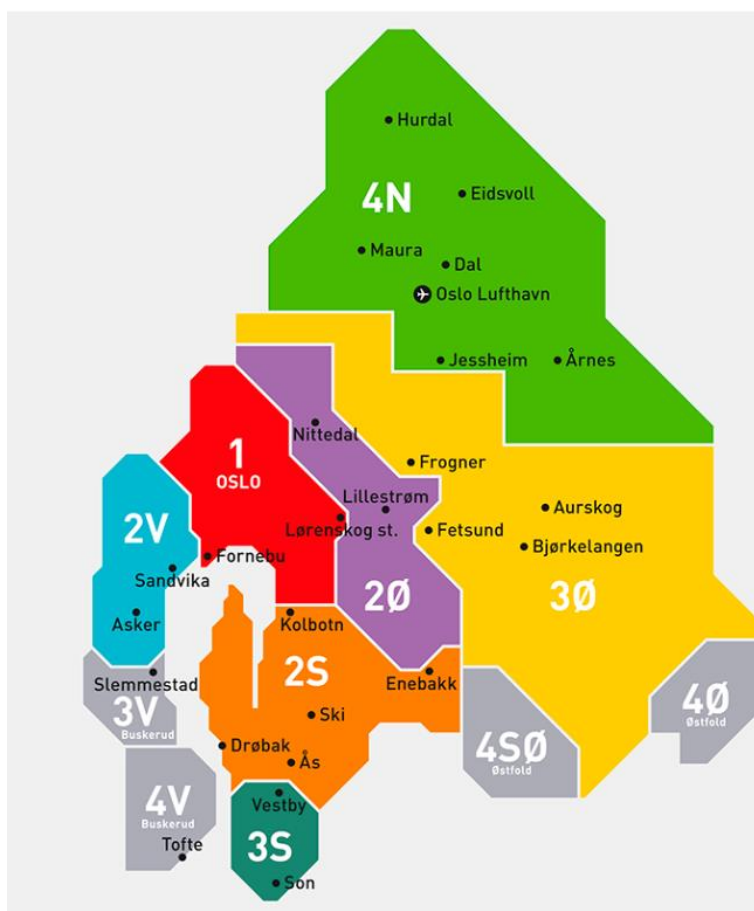 Hurdal
4N
Eidsvoll
Maura
Dal
Oslo Lufthavn
Jessheim
Årnes
Nittedal
1
OSLO
Frogner
Lillestrøm
Aurskog
2V
Lørenskog st.
Fetsund
Bjørkelangen
Fornebu
Sandvika
2Ø
3Ø
Asker
Kolbotn
2S
Enebakk
Slemmestad
3V
Buskerud
4Ø
Østfold
Ski
Drøbak
4SØ
Østfold
Ås
4V
Buskerud
Vestby
Tofte
3S
Son